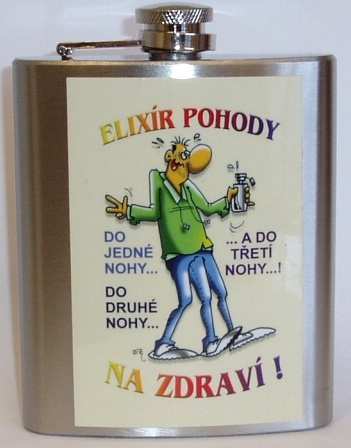 ELIXÍR POHODY
DO
JEDNÉ
NOHY...
DO
DRUHÉ
NOHY...
... A DO
TŘETÍ
NOHY...!
NA ZDRAVÍ !